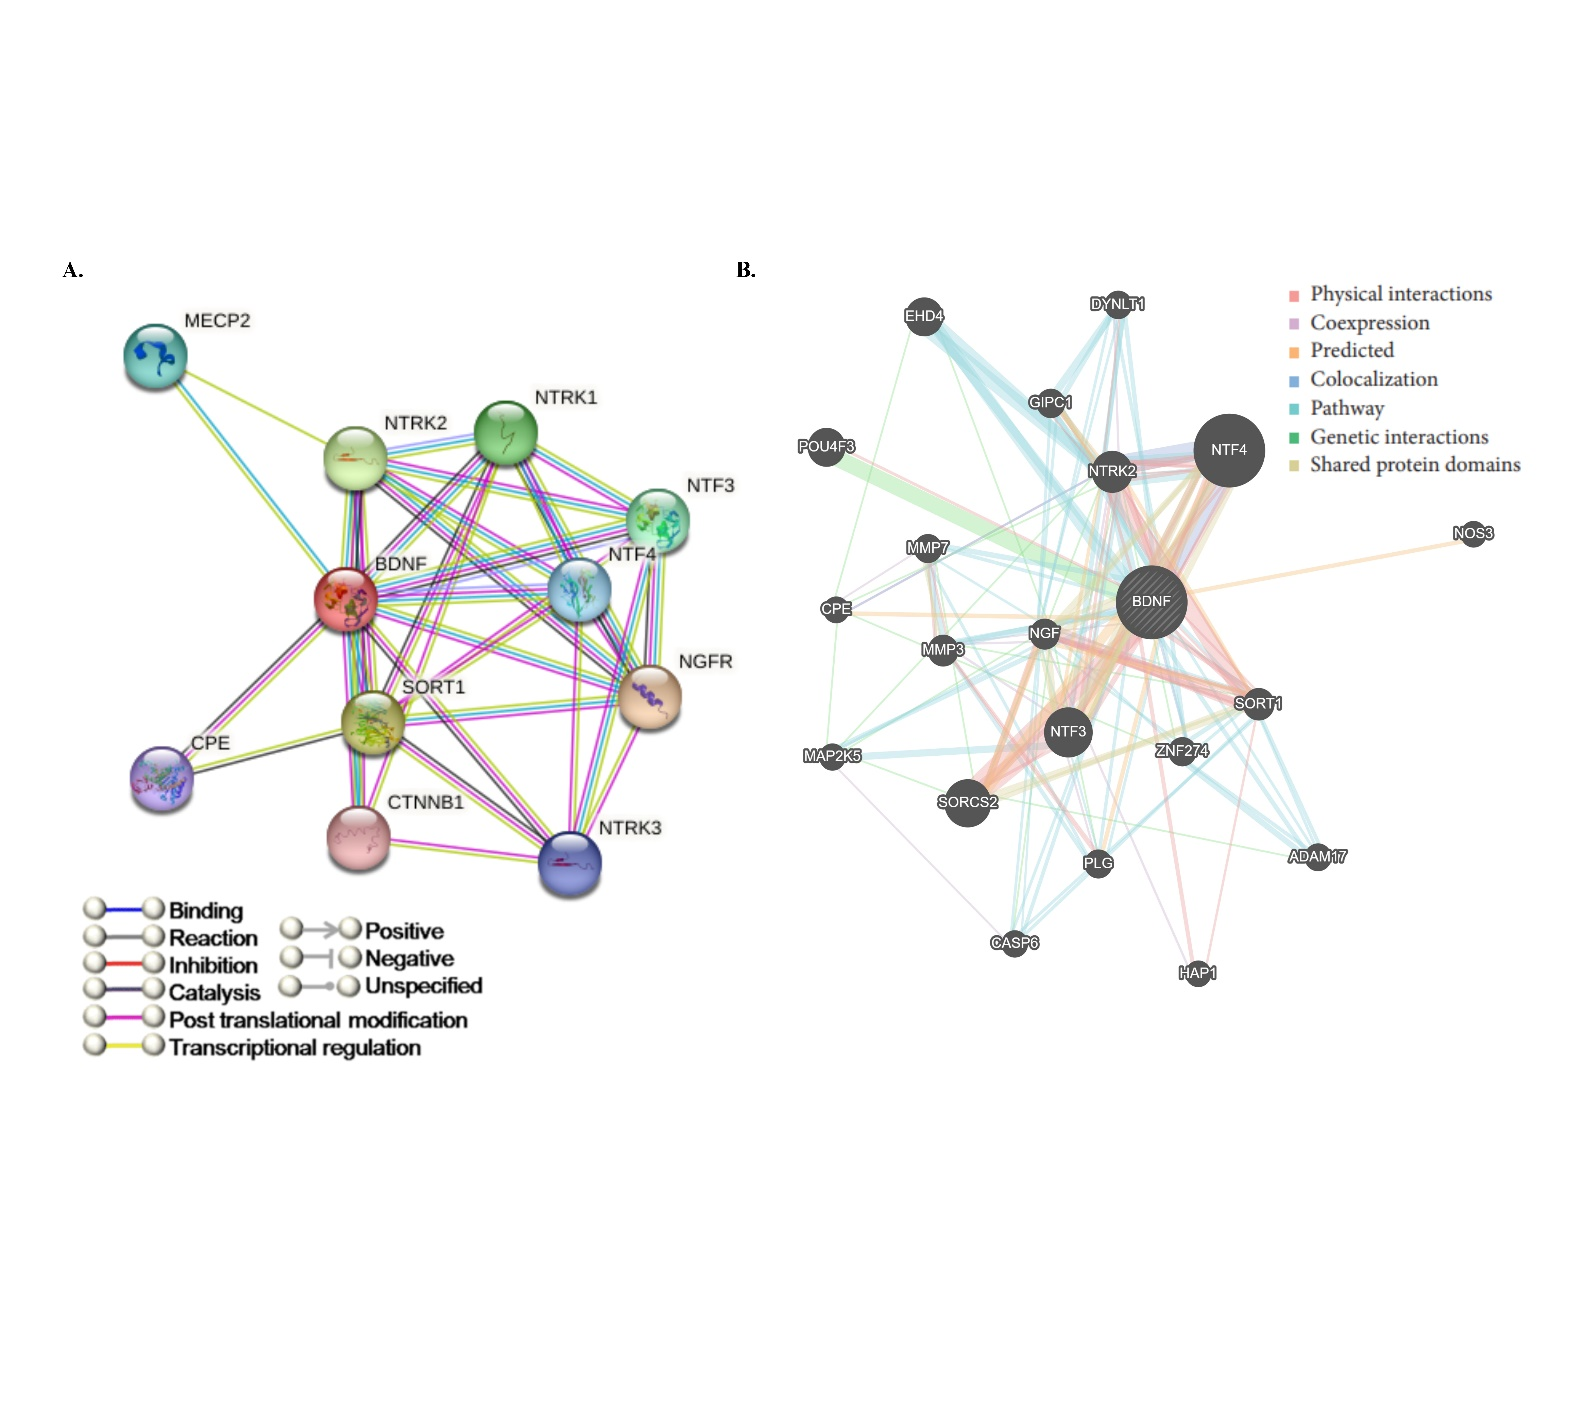 A.
MECP2
NTRK1
NTRK2
NTF3
NTF4
BDNF
NGFR
SORT1
CPE
CTNNB1
NTRK3
Binding
Reaction
Inhibition
Catalysis
Post translational modification
Transcriptional regulation
Positive
Negative
Unspecified
B.
Physical interactions
Coexpression
Predicted
Colocalization
Pathway
Genetic interactions
Shared protein domains
DYNLT1
EHD4
GIPC1
POU4F3
NTF4
NTRK2
NOS3
MMP7
BDNF
CPE
NGF
MMP3
SORT1
NTF3
ZNF274
MAP2K5
SORCS2
ADAM17
PLG
CASP6
HAP1